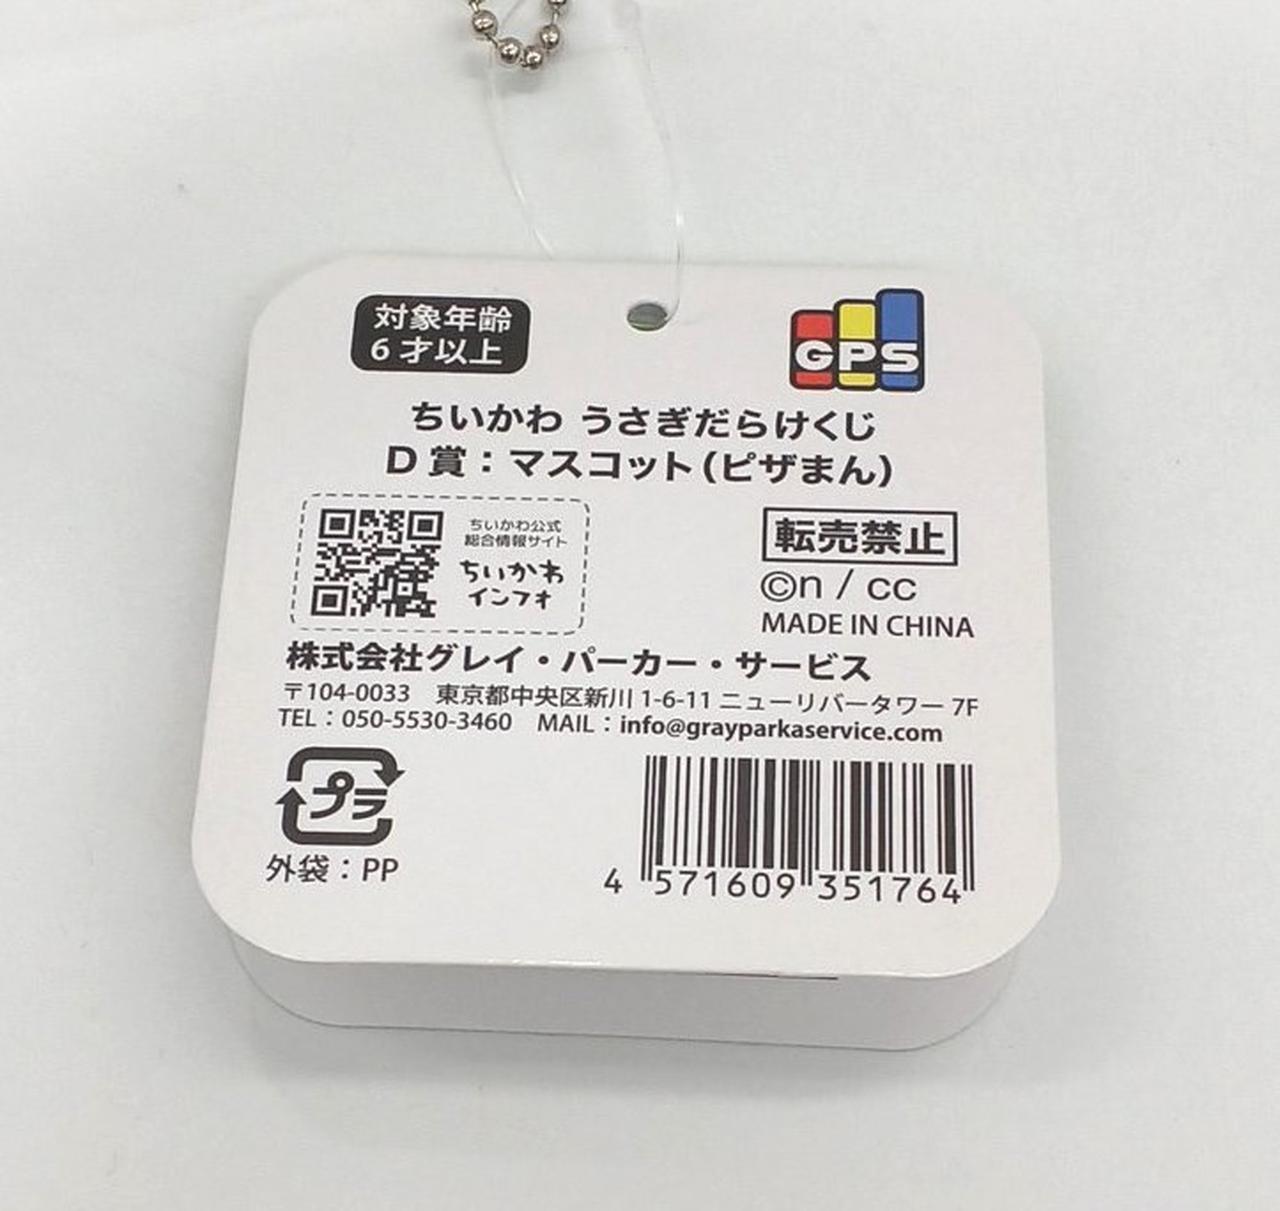 対象年齢
6才以上
GPS
ちいかわ うさぎだらけくじ
D賞：マスコット(ピザまん)
ちいかわ公式
総合情報サイト
ちいかわ
インフォ
転売禁止
©n / cc
MADE IN CHINA
株式会社グレイ・パーカー・サービス
〒104-0033 東京都中央区新川 1-6-11 ニューリバータワー 7F
TEL：050-5530-3460 MAIL：info@grayparkaservice.com
プラ
外袋：PP
4 571609 351764